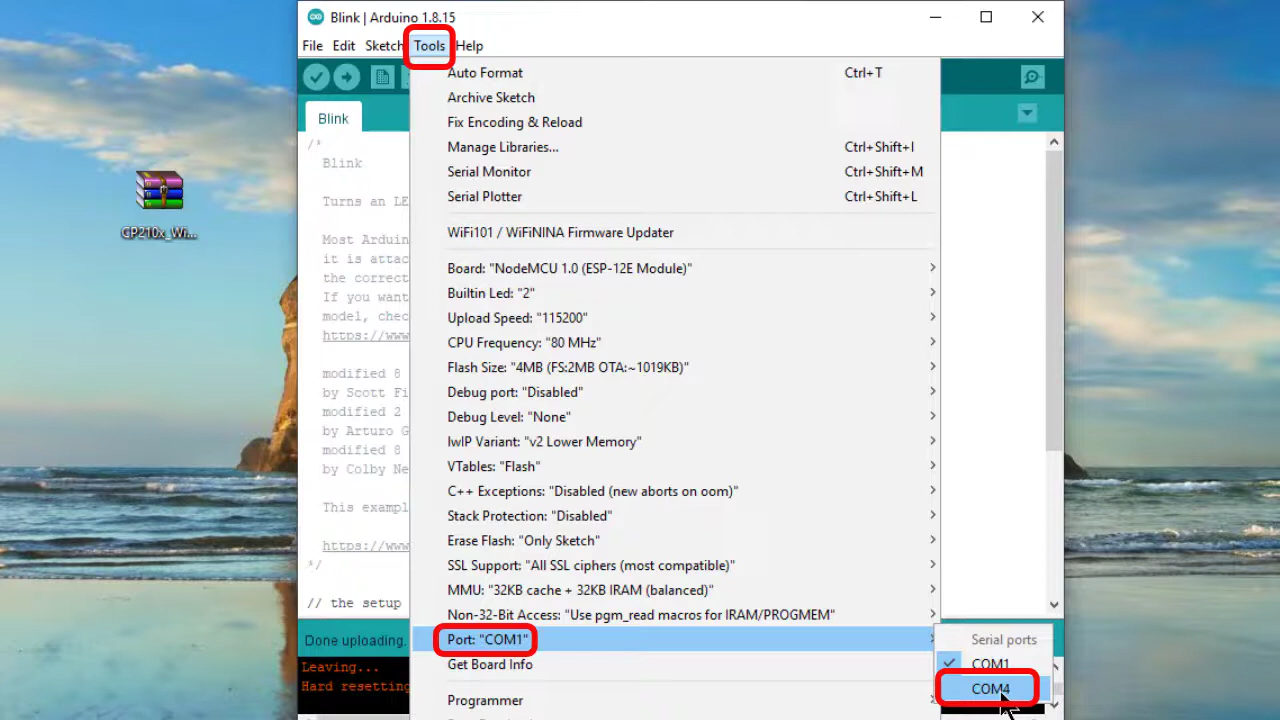 Blink | Arduino 1.8.15
File Edit Sketch Tools Help
Auto Format Ctrl+T
Archive Sketch
Fix Encoding & Reload
Manage Libraries... Ctrl+Shift+I
Serial Monitor Ctrl+Shift+M
Serial Plotter Ctrl+Shift+L
WiFi101 / WiFiNINA Firmware Updater
Board: "NodeMCU 1.0 (ESP-12E Module)"
Builtin Led: "2"
Upload Speed: "115200"
CPU Frequency: "80 MHz"
Flash Size: "4MB (FS:2MB OTA:~1019KB)"
Debug port: "Disabled"
Debug Level: "None"
IwIP Variant: "v2 Lower Memory"
VTables: "Flash"
C++ Exceptions: "Disabled (new aborts on oom)"
Stack Protection: "Disabled"
Erase Flash: "Only Sketch"
SSL Support: "All SSL ciphers (most compatible)"
MMU: "32KB cache + 32KB IRAM (balanced)"
Non-32-Bit Access: "Use pgm_read macros for IRAM/PROGMEM"
Port: "COM1"
Get Board Info
Programmer
Serial ports
COM1
COM4
Blink
/*
Blink
Turns an LE
Most Arduin
it is attac
the correct
If you want
model, chec
https://www
modified 8
by Scott Fi
modified 2
by Arturo G
modified 8
by Colby Ne
This exampl
https://www
*/
// the setup
Done uploading.
Leaving...
Hard resetting
CP210x_Wi...